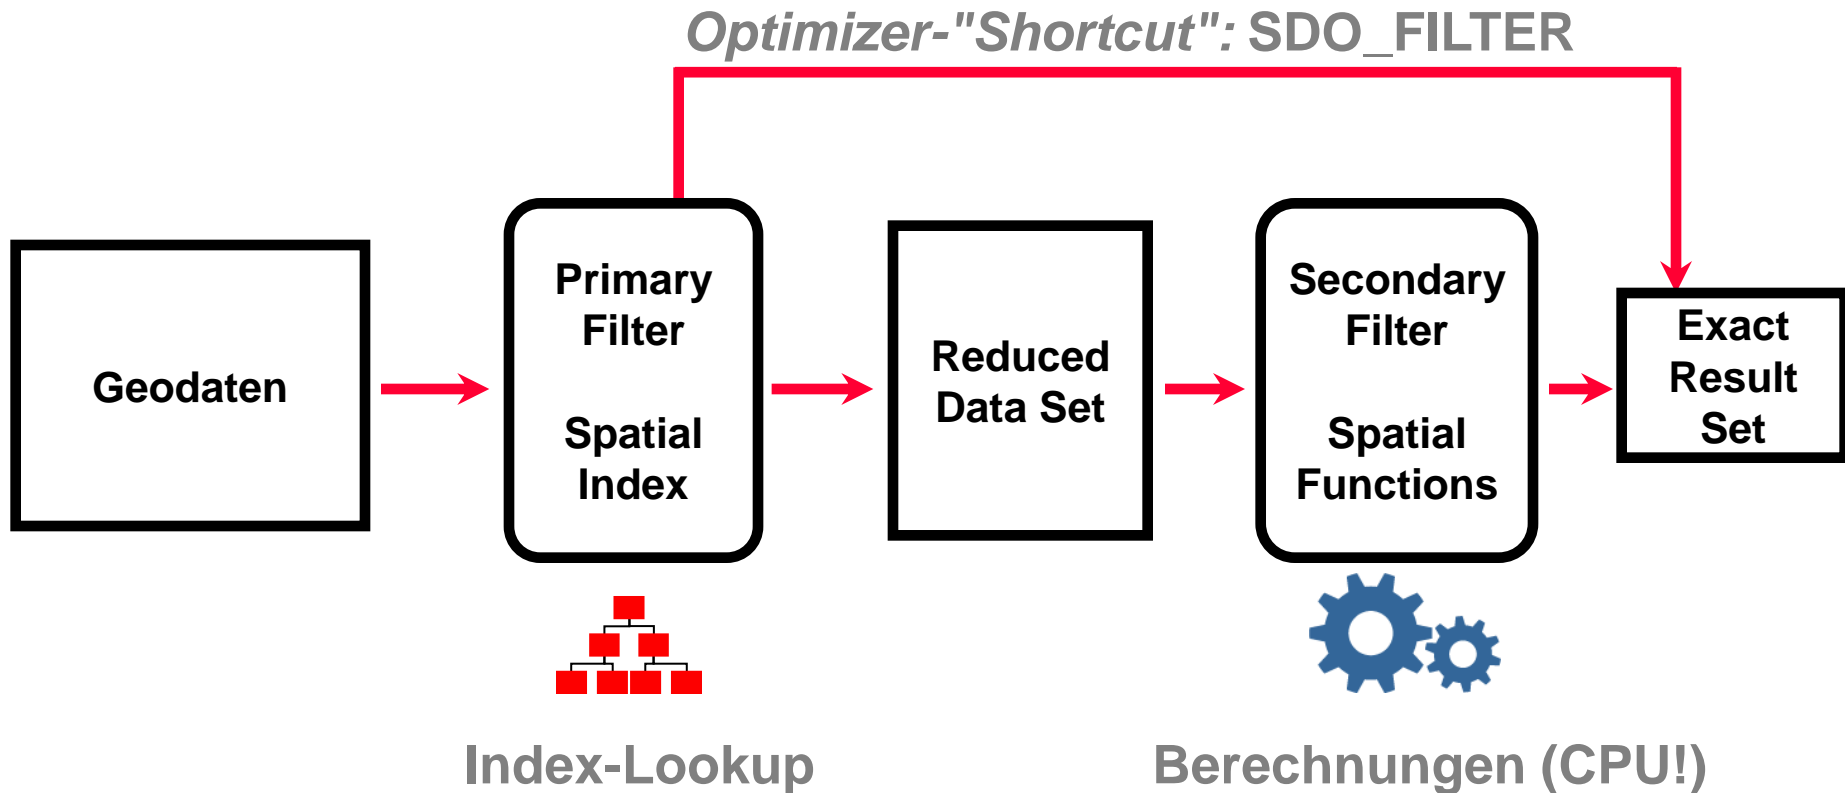 Optimizer-"Shortcut": SDO_FILTER
Geodaten
Primary
Filter
Spatial
Index
Reduced
Data Set
Secondary
Filter
Spatial
Functions
Exact
Result
Set
Index-Lookup
Berechnungen (CPU!)